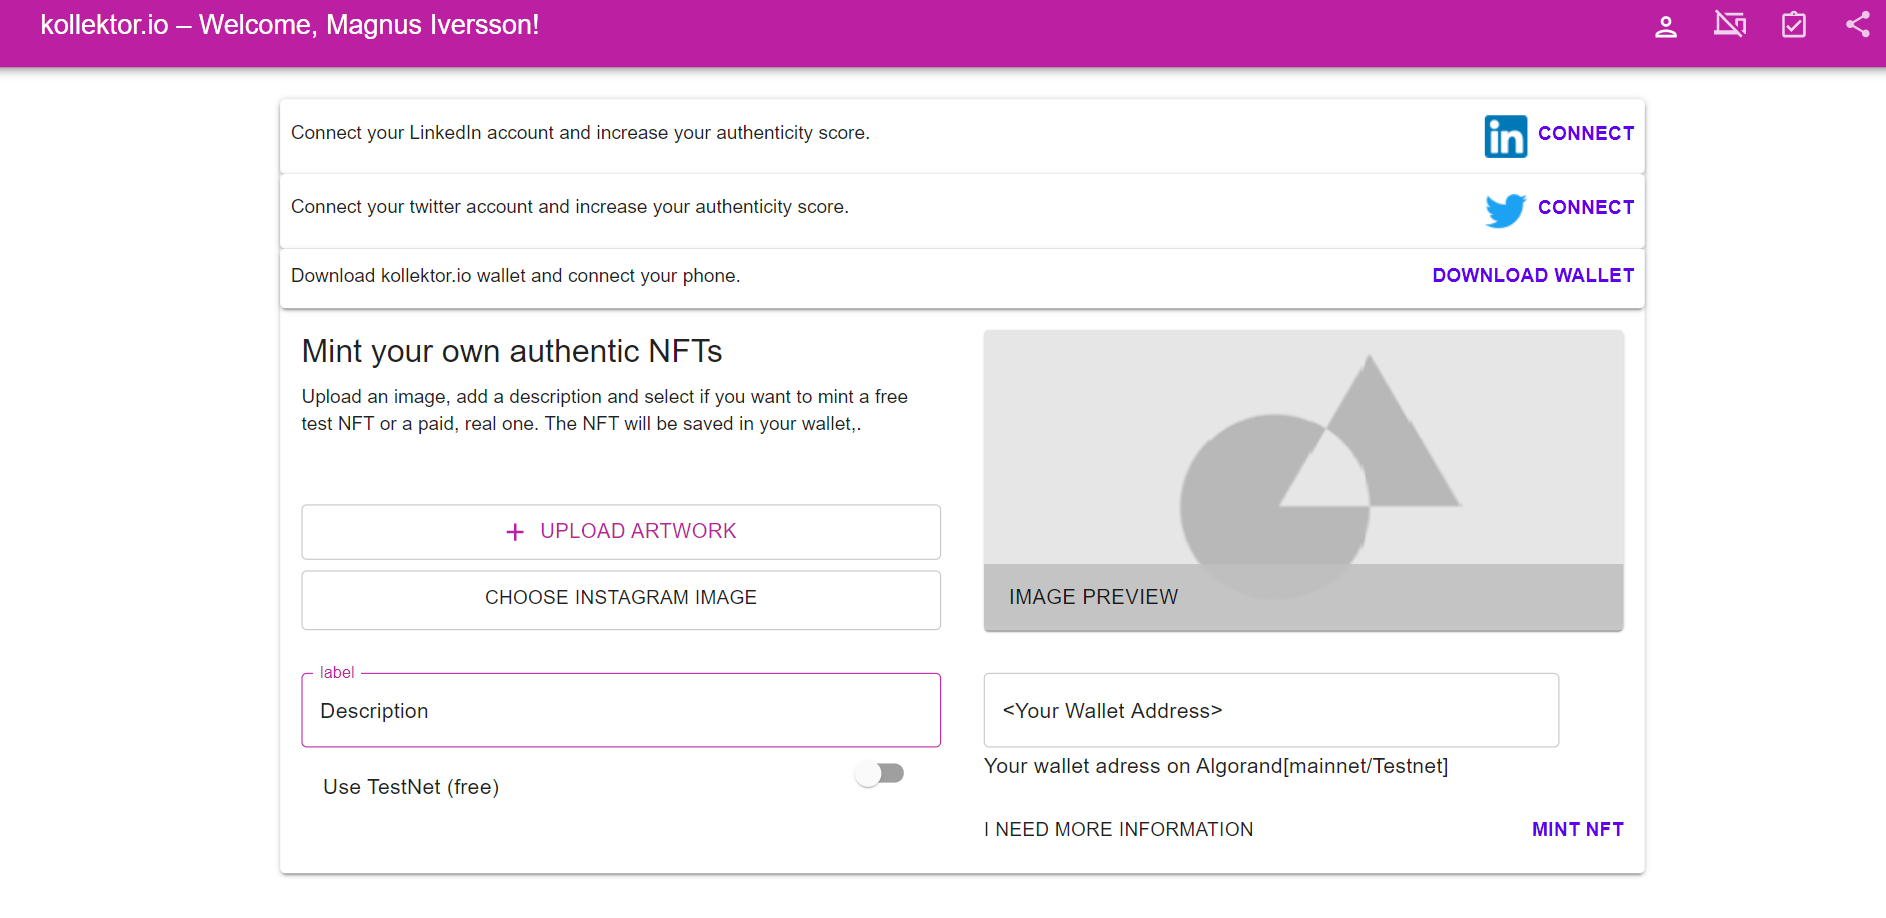 kollektor.io – Welcome, Magnus Iversson!
Connect your LinkedIn account and increase your authenticity score.
in CONNECT
Connect your twitter account and increase your authenticity score.
CONNECT
Download kollektor.io wallet and connect your phone.
DOWNLOAD WALLET
Mint your own authentic NFTs
Upload an image, add a description and select if you want to mint a free
test NFT or a paid, real one. The NFT will be saved in your wallet,.
+ UPLOAD ARTWORK
CHOOSE INSTAGRAM IMAGE
IMAGE PREVIEW
label
Description
Use TestNet (free)
<Your Wallet Address>
Your wallet adress on Algorand[mainnet/Testnet]
I NEED MORE INFORMATION
MINT NFT